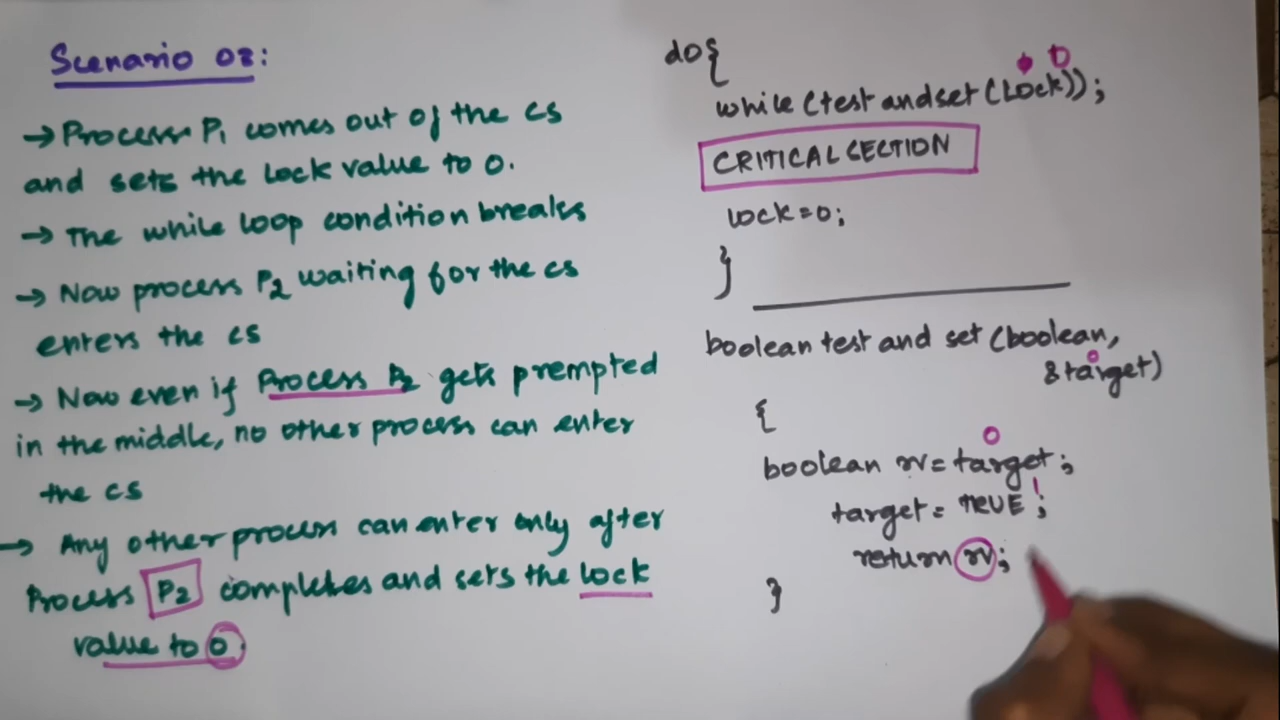 Scenario 02:
→ Process P1 comes out of the CS
and sets the lock value to 0.
→ The while loop condition breaks
→ Now process P2 waiting for the CS
enters the CS
→ Now even if Process P2 gets prempted
in the middle, no other process can enter
the CS
→ Any other process can enter only after
Process P2 completes and sets the lock
value to 0.
do{
while (test and set (Lock));
0
CRITICAL SECTION
lock = 0;
}
boolean test and set (boolean,
0
&target)
{
0
boolean rv = target;
1
target = TRUE;
return rv;
}